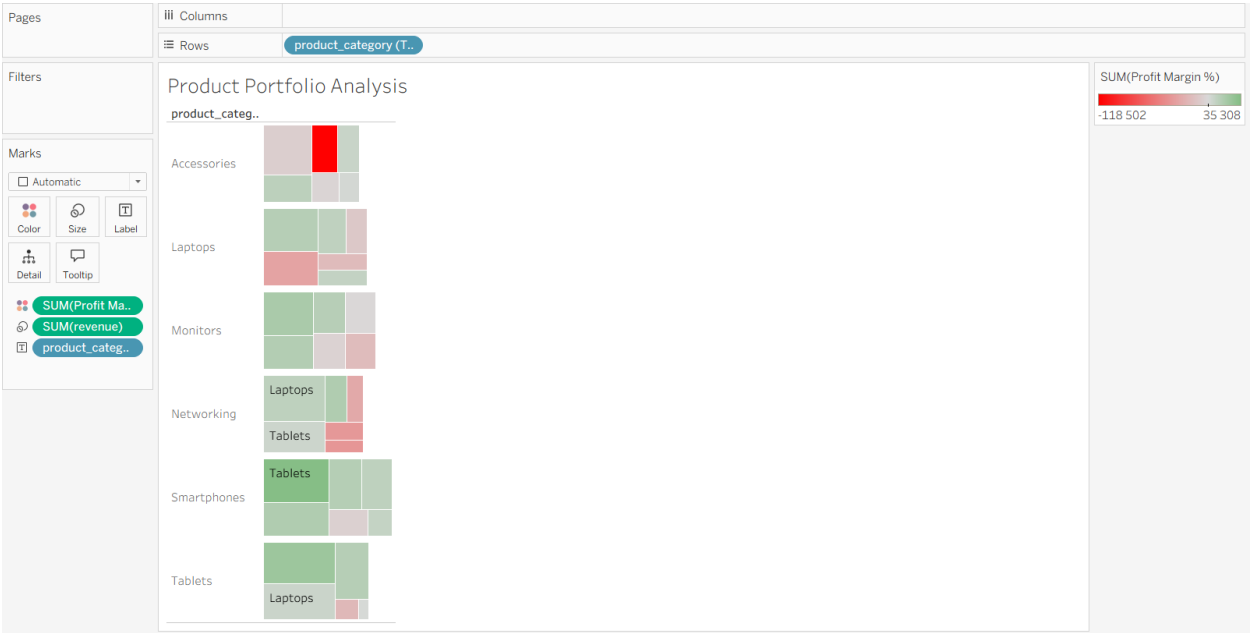 Pages
Columns
Rows
product_category (T..
Filters
Product Portfolio Analysis
SUM(Profit Margin %)
-118 502
35 308
product_categ..
Marks
Automatic
Color
Size
Label
Detail
Tooltip
SUM(Profit Ma..
SUM(revenue)
product_categ..
Accessories
Laptops
Monitors
Networking
Laptops
Tablets
Smartphones
Tablets
Tablets
Laptops